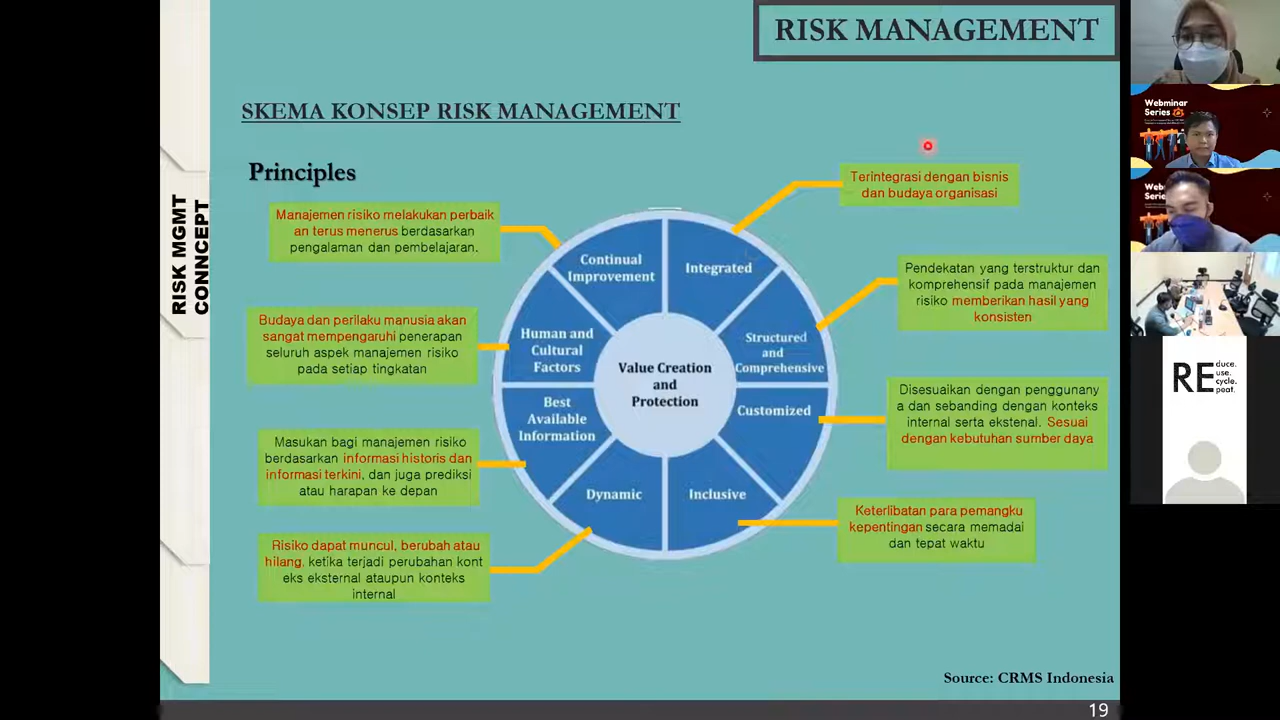 RISK MANAGEMENT
SKEMA KONSEP RISK MANAGEMENT
Principles
RISK MGMT
CONNCEPT
Manajemen risiko melakukan perbaik
an terus menerus berdasarkan
pengalaman dan pembelajaran.
Budaya dan perilaku manusia akan
sangat mempengaruhi penerapan
seluruh aspek manajemen risiko
pada setiap tingkatan
Masukan bagi manajemen risiko
berdasarkan informasi historis dan
informasi terkini, dan juga prediksi
atau harapan ke depan
Risiko dapat muncul, berubah atau
hilang, ketika terjadi perubahan kont
eks eksternal ataupun konteks
internal
Continual
Improvement
Integrated
Human and
Cultural
Factors
Structured
and
Comprehensive
Value Creation
and
Protection
Best
Available
Information
Customized
Dynamic
Inclusive
Terintegrasi dengan bisnis
dan budaya organisasi
Pendekatan yang terstruktur dan
komprehensif pada manajemen
risiko memberikan hasil yang
konsisten
Disesuaikan dengan penggunany
a dan sebanding dengan konteks
internal serta ekstenal. Sesuai
dengan kebutuhan sumber daya
Keterlibatan para pemangku
kepentingan secara memadai
dan tepat waktu
Source: CRMS Indonesia
19
Webminar
Series
Web
REduce.
use.
cycle.
peat.